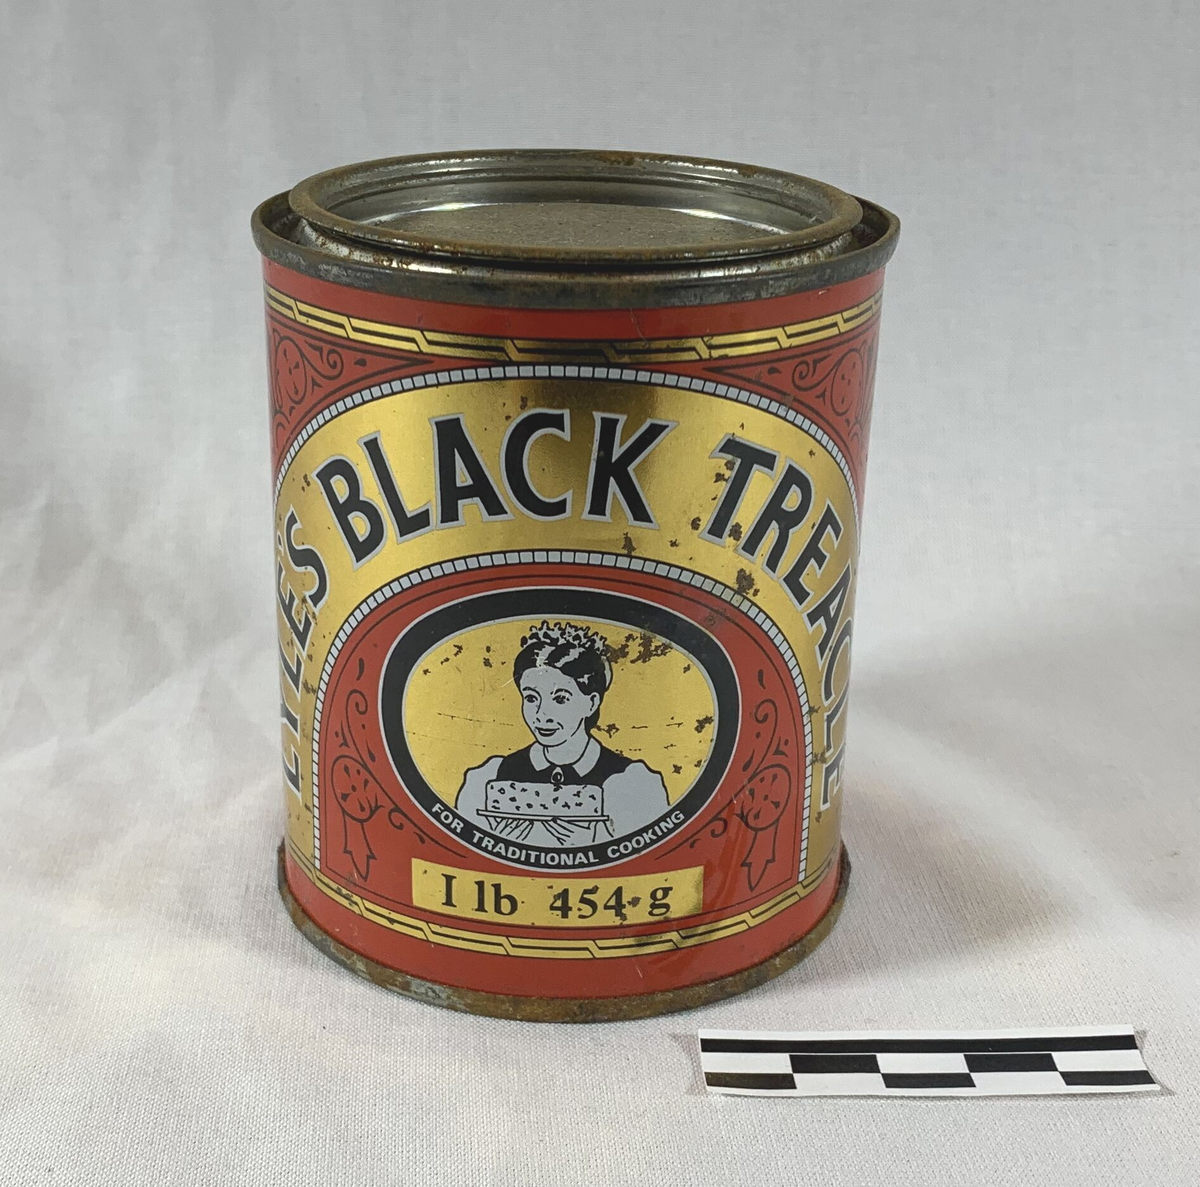 LYLE'S BLACK TREACLE
FOR TRADITIONAL COOKING
1 lb 454 g